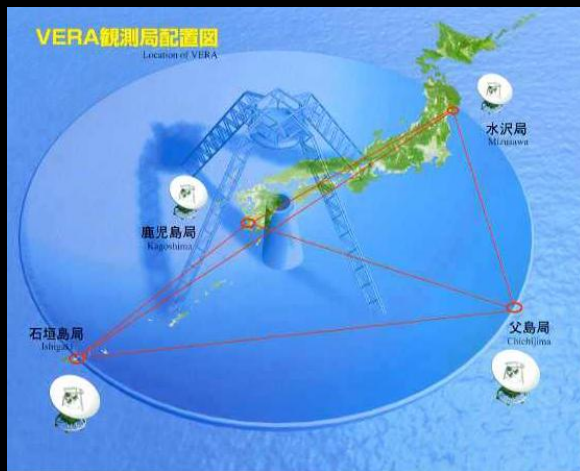 VERA観測局配置図
Location of VERA
水沢局
Mizusawa
鹿児島局
Kagoshima
石垣島局
Ishigaki
父島局
Chichijima